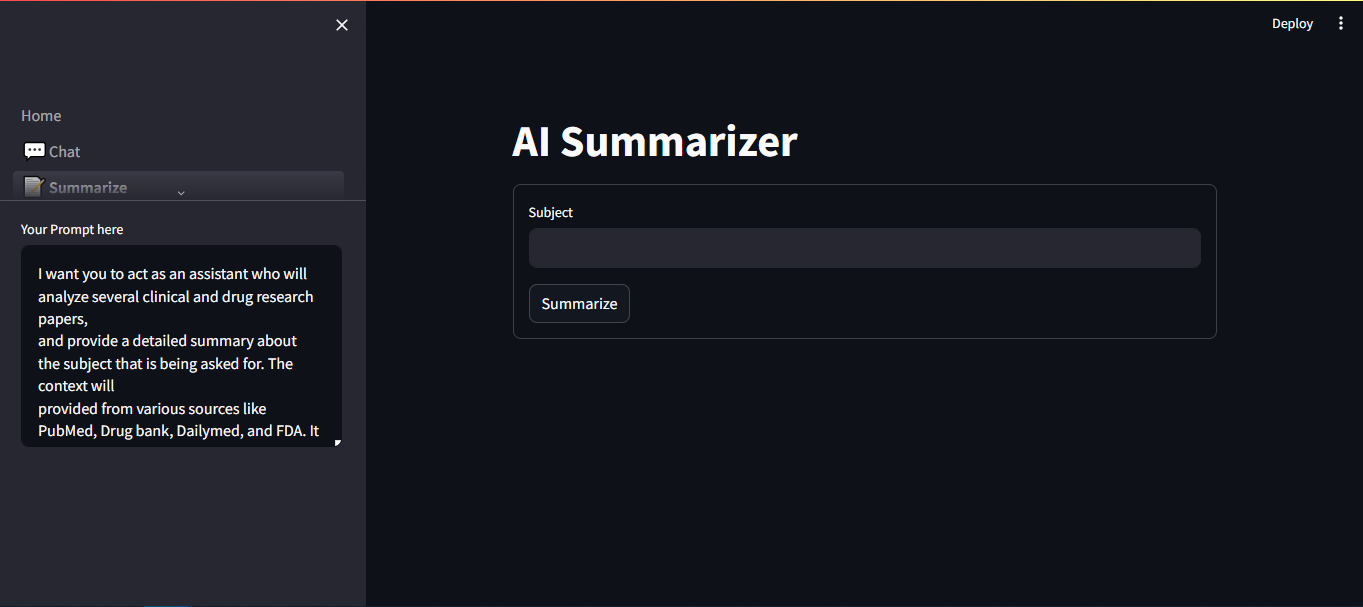 Deploy
Home
Chat
Summarize
Your Prompt here
I want you to act as an assistant who will
analyze several clinical and drug research
papers,
and provide a detailed summary about
the subject that is being asked for. The
context will
provided from various sources like
PubMed, Drug bank, Dailymed, and FDA. It
AI Summarizer
Subject
Summarize